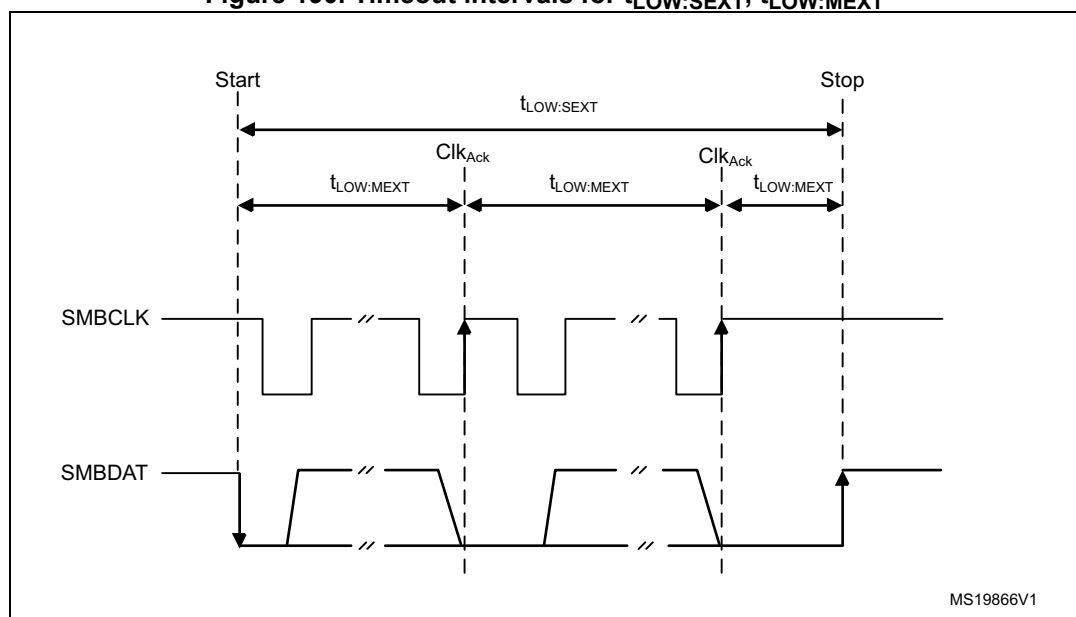 Figure 196. Timeout intervals for tLOW:SEXT, tLOW:MEXT
Start
Stop
tLOW:SEXT
ClkAck
ClkAck
tLOW:MEXT
tLOW:MEXT
tLOW:MEXT
SMBCLK
SMBDAT
MS19866V1